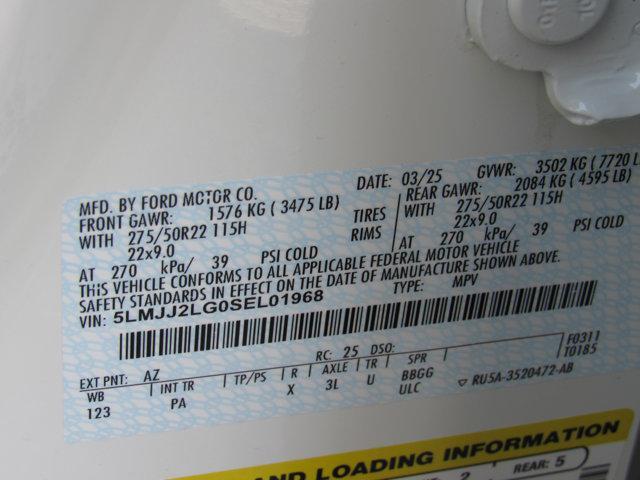 MFD. BY FORD MOTOR CO.
DATE: 03/25 GVWR: 3502 KG (7720 L
FRONT GAWR: 1576 KG (3475 LB) REAR GAWR: 2084 KG (4595 LB)
WITH 275/50R22 115H TIRES WITH 275/50R22 115H
22x9.0 RIMS 22x9.0
AT 270 kPa/ 39 PSI COLD AT 270 kPa/ 39 PSI COLD
THIS VEHICLE CONFORMS TO ALL APPLICABLE FEDERAL MOTOR VEHICLE
SAFETY STANDARDS IN EFFECT ON THE DATE OF MANUFACTURE SHOWN ABOVE.
VIN: 5LMJJ2LG0SEL01968 TYPE: MPV
F0311
T0185
EXT PNT: AZ RC: 25 DSO:
WB INT TR TP/PS R AXLE TR SPR
123 PA X 3L U BBGG
ULC ▽ RU5A-3520472-AB
AND LOADING INFORMATION
2 REAR: 5